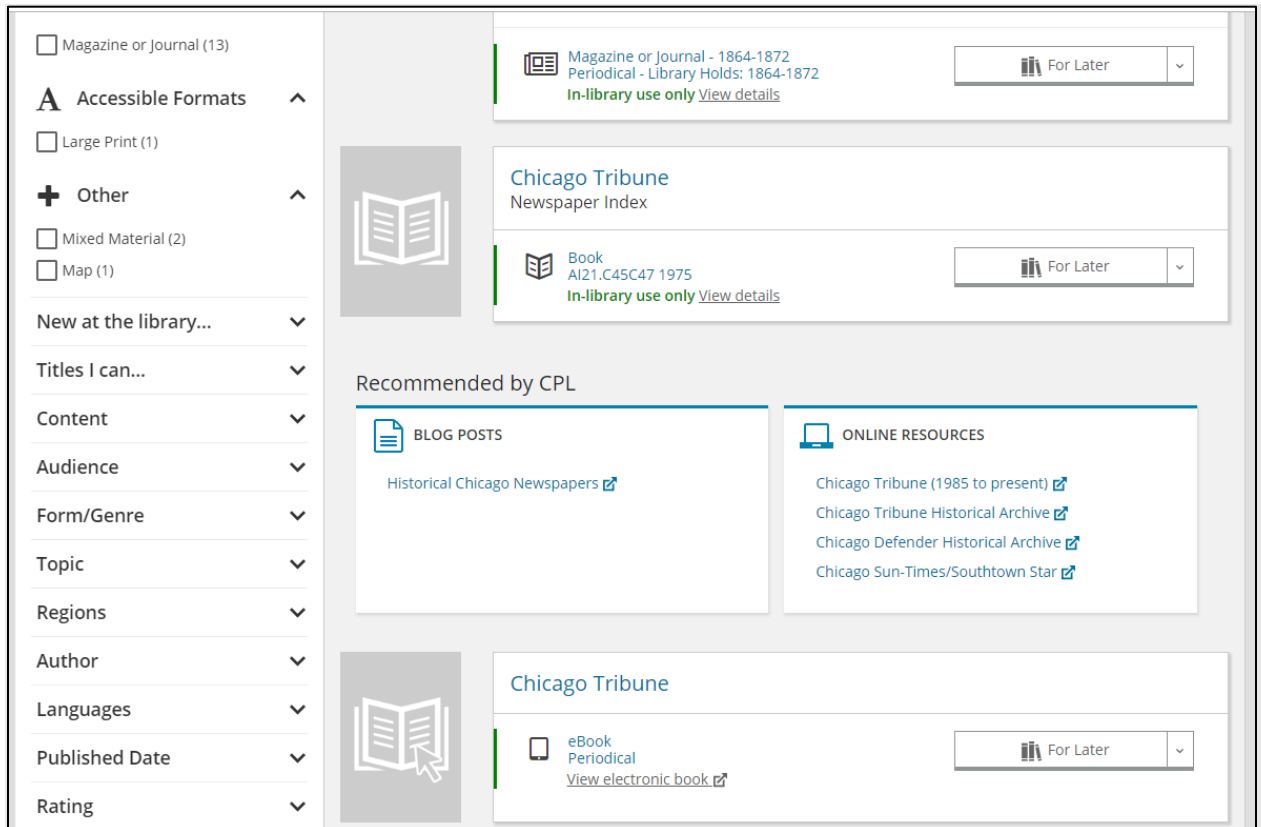 Magazine or Journal (13)
A Accessible Formats
Large Print (1)
Other
Mixed Material (2)
Map (1)
New at the library...
Titles I can...
Content
Audience
Form/Genre
Topic
Regions
Author
Languages
Published Date
Rating
Magazine or Journal - 1864-1872
Periodical - Library Holds: 1864-1872
In-library use only View details
For Later
Chicago Tribune
Newspaper Index
Book
AI21.C45C47 1975
In-library use only View details
For Later
Recommended by CPL
BLOG POSTS
Historical Chicago Newspapers
ONLINE RESOURCES
Chicago Tribune (1985 to present)
Chicago Tribune Historical Archive
Chicago Defender Historical Archive
Chicago Sun-Times/Southtown Star
Chicago Tribune
eBook
Periodical
View electronic book
For Later